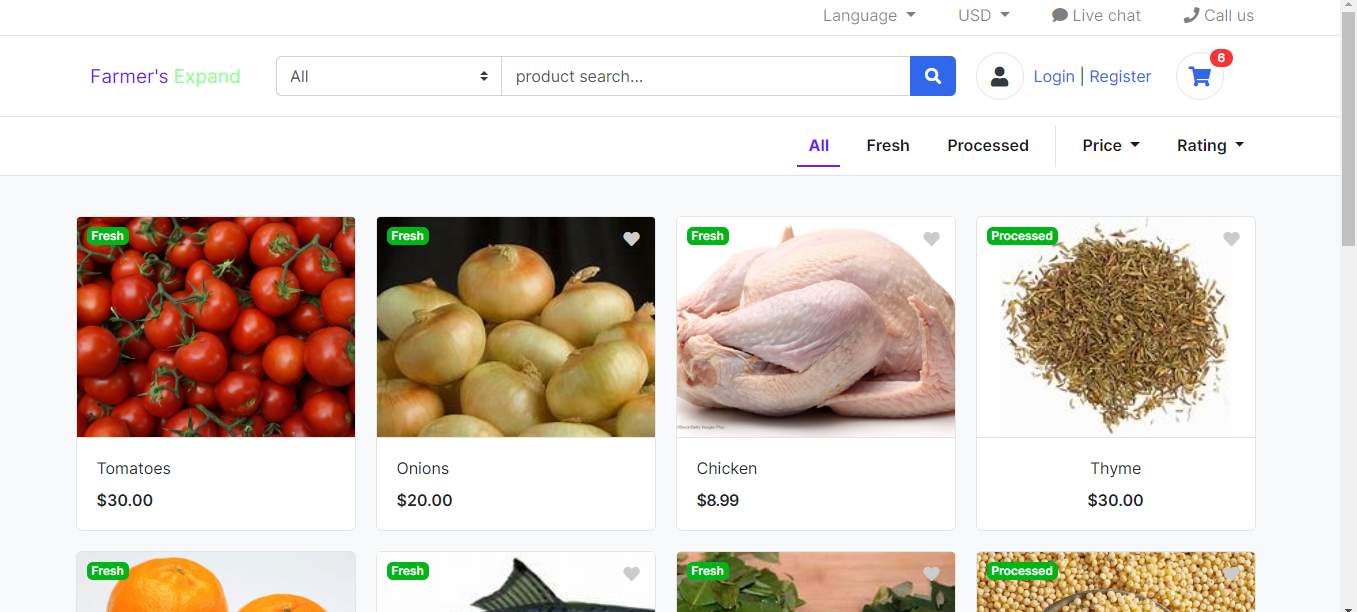 Language USD Live chat Call us
Farmer's Expand All product search... Login | Register 6
All Fresh Processed Price Rating
Fresh Fresh Fresh Processed
Tomatoes Onions Chicken Thyme
$30.00 $20.00 $8.99 $30.00
Fresh Fresh Fresh Processed